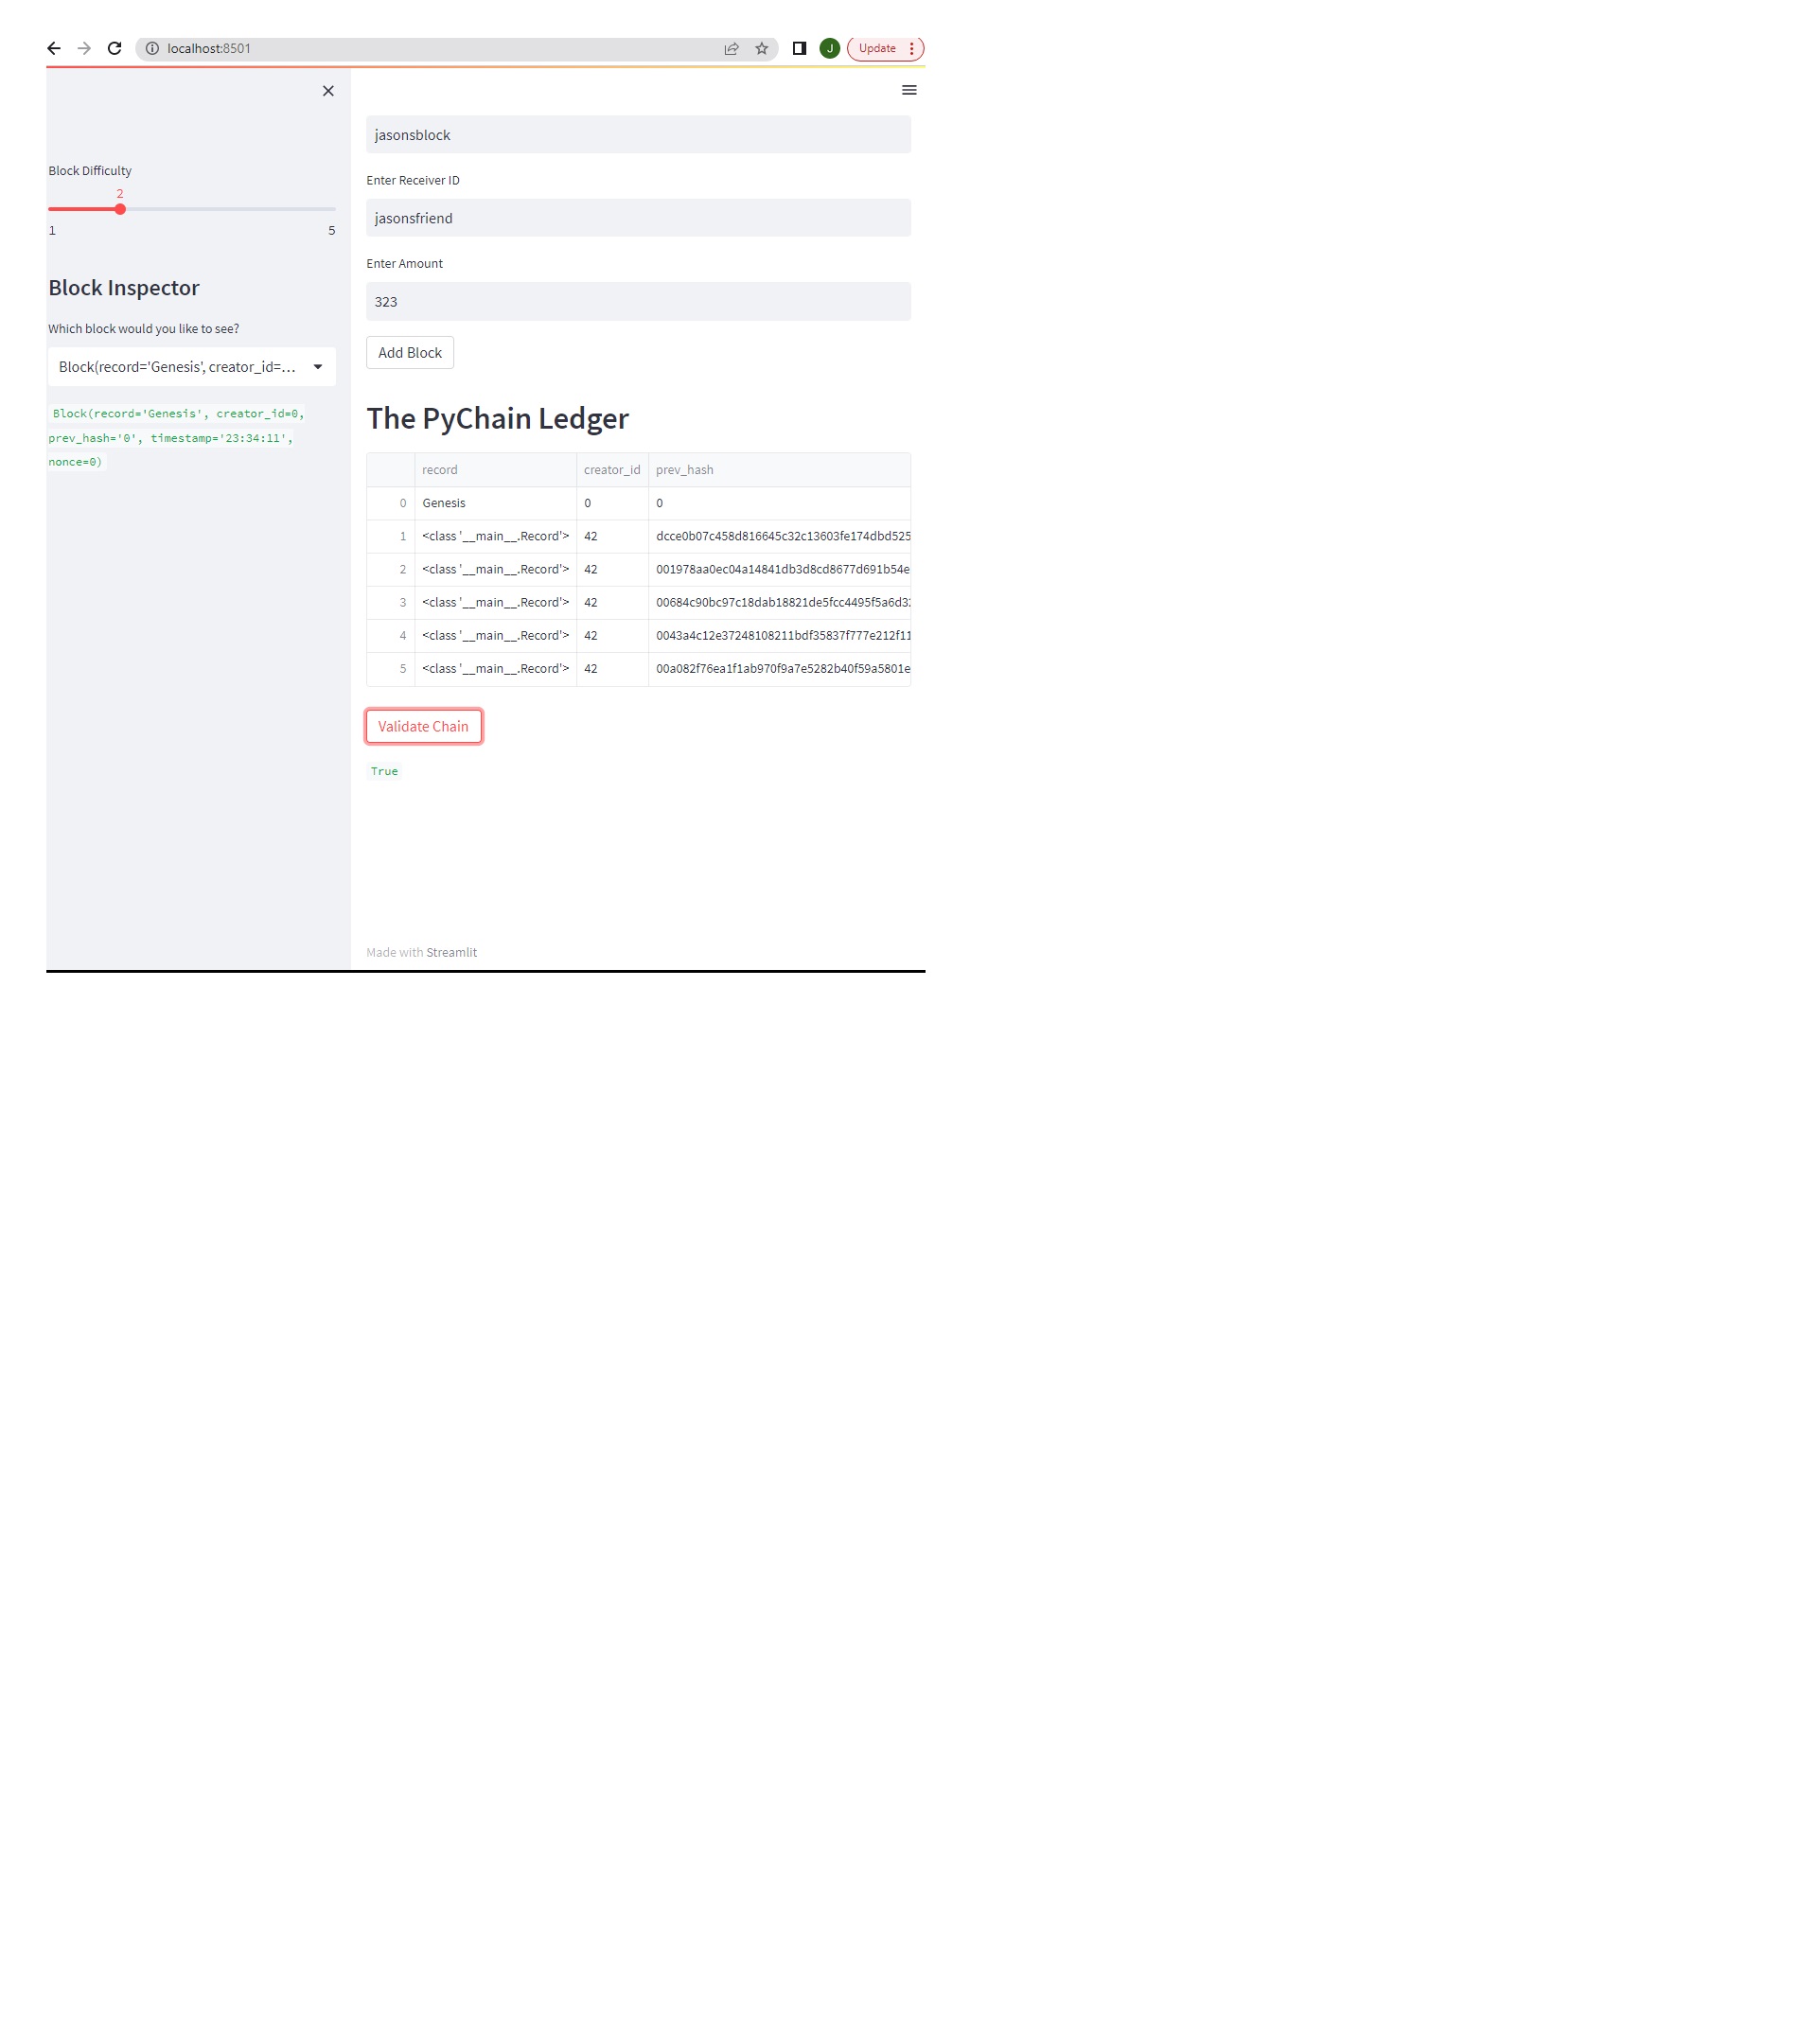 localhost:8501
J
Update
Block Difficulty
2
1 5
Block Inspector
Which block would you like to see?
Block(record='Genesis', creator_id=...
Block(record='Genesis', creator_id=0,
prev_hash='0', timestamp='23:34:11',
nonce=0)
jasonsblock
Enter Receiver ID
jasonsfriend
Enter Amount
323
Add Block
The PyChain Ledger
record creator_id prev_hash
0 Genesis 0 0
1 <class '__main__.Record'> 42 dcce0b07c458d816645c32c13603fe174dbd525
2 <class '__main__.Record'> 42 001978aa0ec04a14841db3d8cd8677d691b54e
3 <class '__main__.Record'> 42 00684c90bc97c18dab18821de5fcc4495f5a6d3
4 <class '__main__.Record'> 42 0043a4c12e37248108211bdf35837f777e212f11
5 <class '__main__.Record'> 42 00a082f76ea1f1ab970f9a7e5282b40f59a5801e
Validate Chain
True
Made with Streamlit